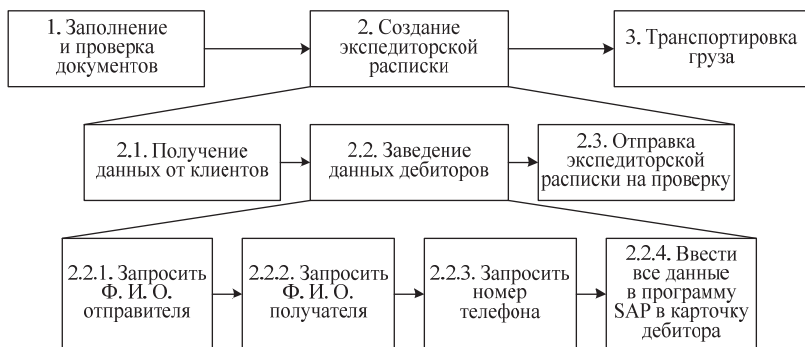 1. Заполнение
и проверка
документов
2. Создание
экспедиторской
расписки
3. Транспортировка
груза
2.1. Получение
данных от клиентов
2.2. Заведение
данных дебиторов
2.3. Отправка
экспедиторской
расписки на проверку
2.2.1. Запросить
Ф. И. О.
отправителя
2.2.2. Запросить
Ф. И. О.
получателя
2.2.3. Запросить
номер
телефона
2.2.4. Ввести
все данные
в программу
SAP в карточку
дебитора